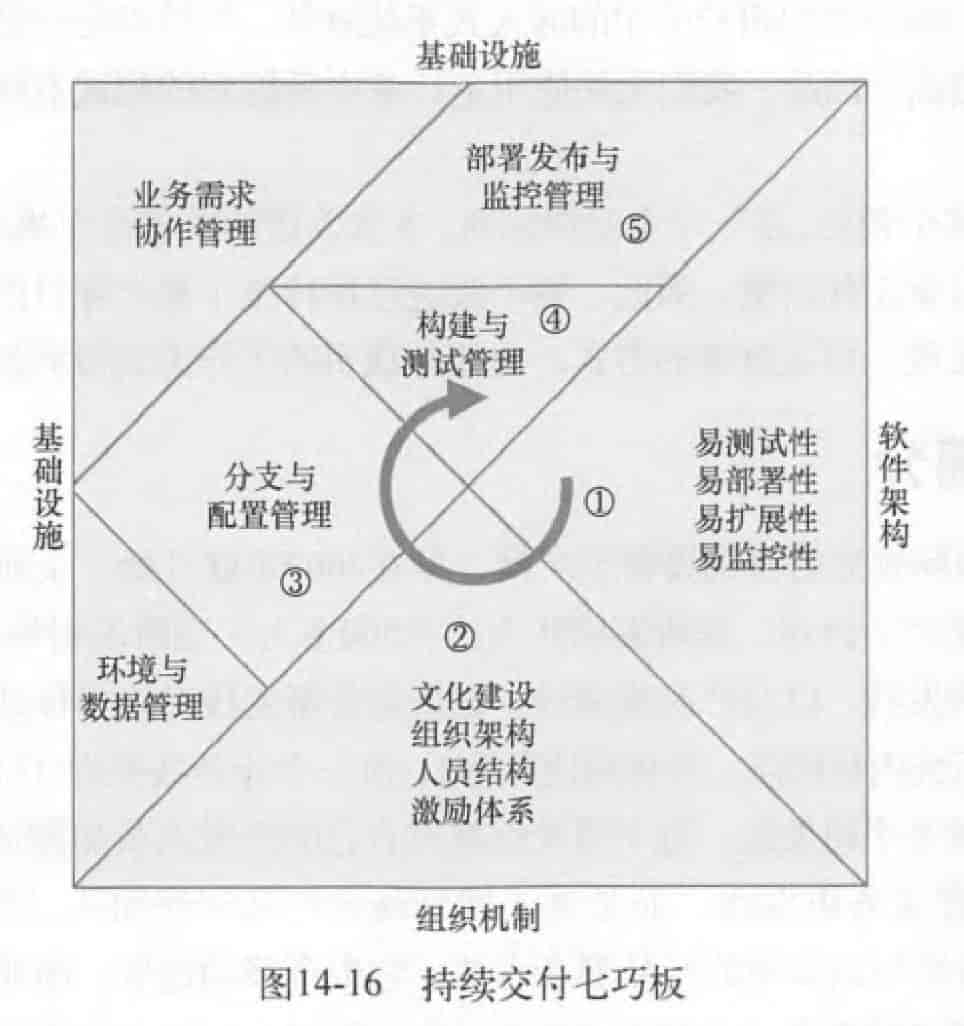 基础设施
部署发布与
监控管理
⑤
业务需求
协作管理
构建与
测试管理
④
基础设施
分支与
配置管理
③
①
易测试性
易部署性
易扩展性
易监控性
软件架构
②
环境与
数据管理
文化建设
组织架构
人员结构
激励体系
组织机制
图14-16 持续交付七巧板